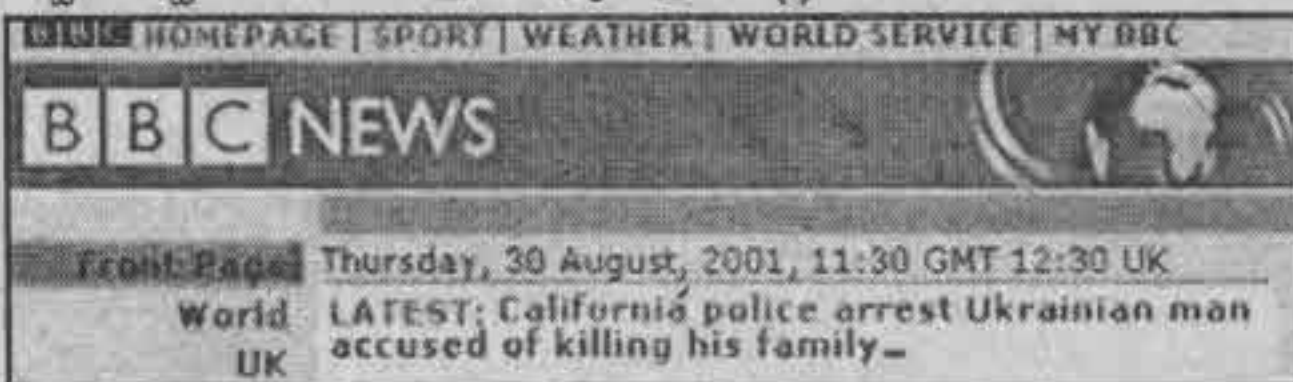 BBC HOMEPAGE | SPORT | WEATHER | WORLD SERVICE | MY BBC
BBC NEWS
Front Page Thursday, 30 August, 2001, 11:30 GMT 12:30 UK
World LATEST: California police arrest Ukrainian man
UK accused of killing his family